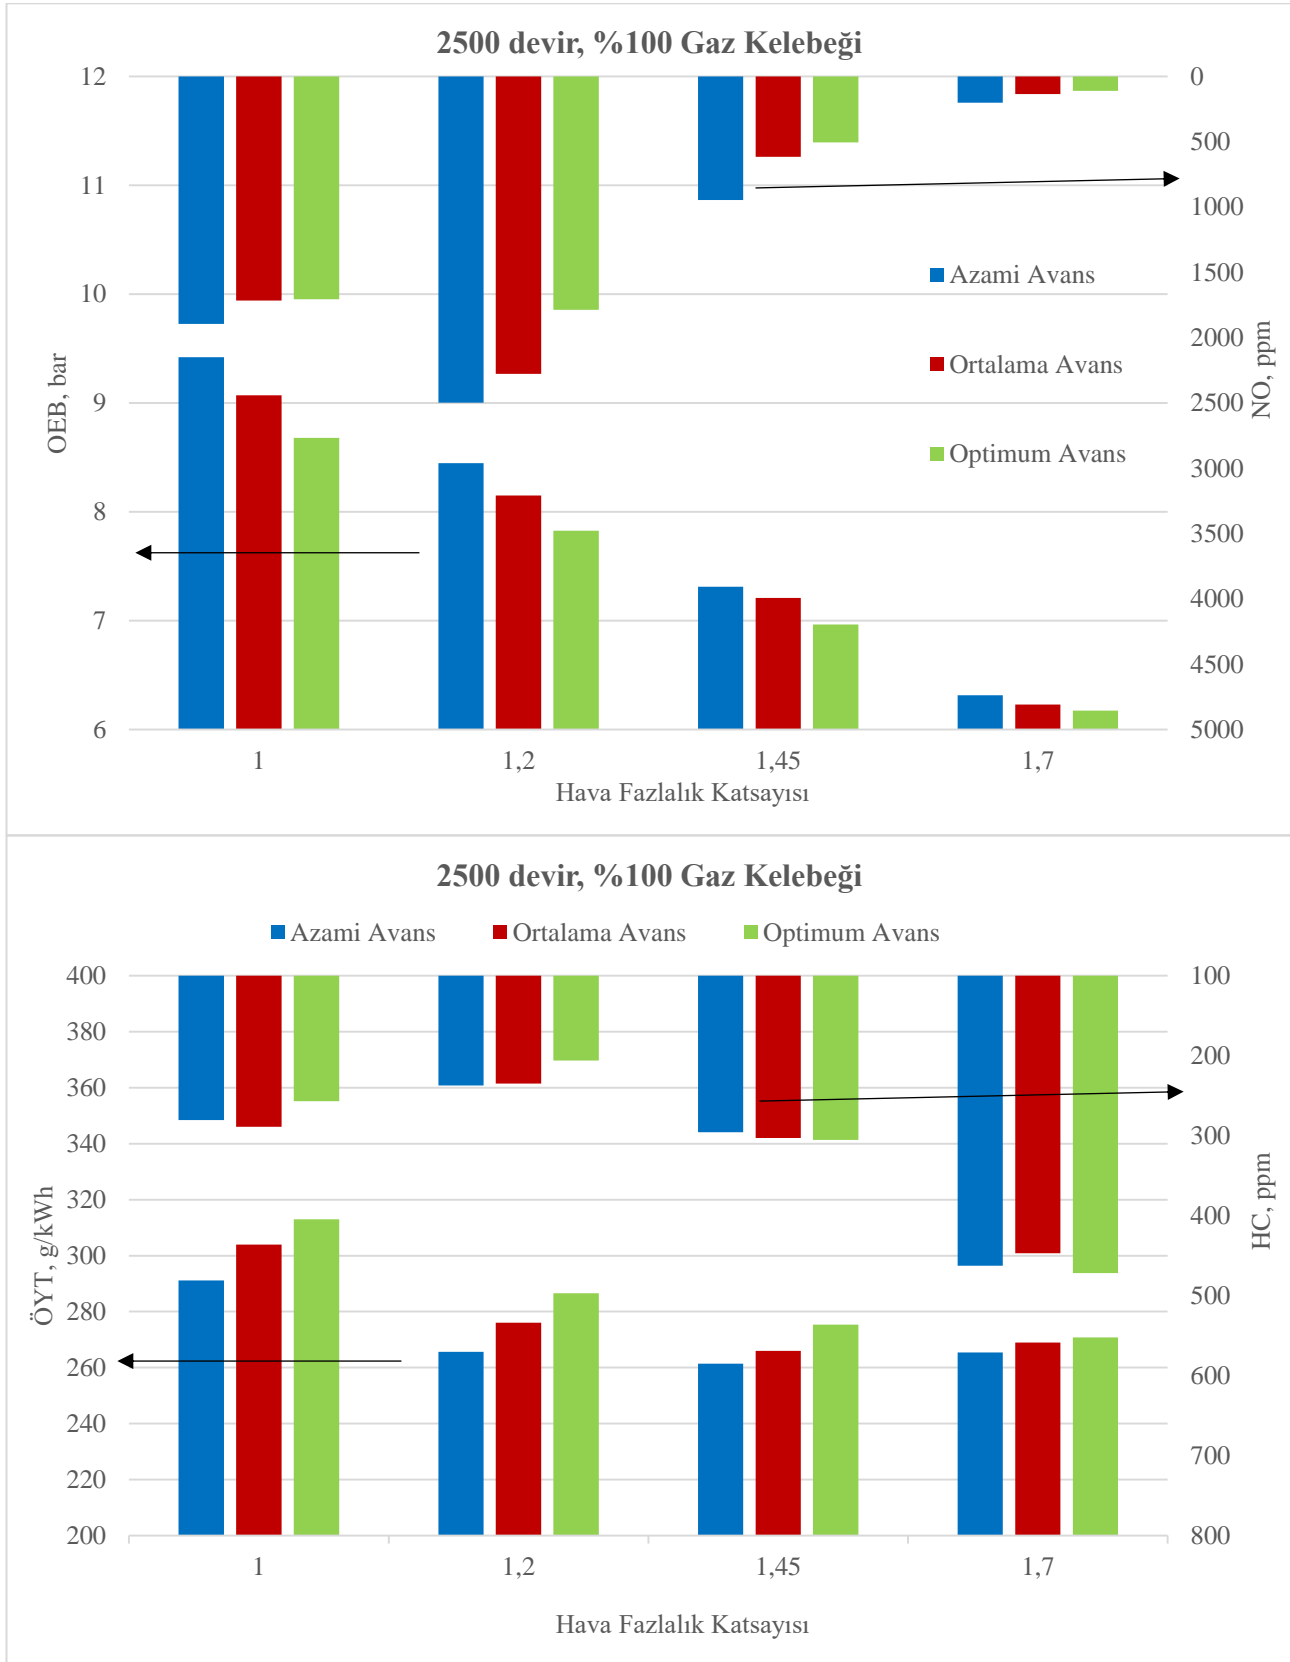 2500 devir, %100 Gaz Kelebeği
12
11
10
9
8
7
6
OEB, bar
0
500
1000
1500
2000
2500
3000
3500
4000
4500
5000
NO, ppm
Azami Avans
Ortalama Avans
Optimum Avans
1 1,2 1,45 1,7
Hava Fazlalık Katsayısı
2500 devir, %100 Gaz Kelebeği
Azami Avans Ortalama Avans Optimum Avans
400
380
360
340
320
300
280
260
240
220
200
ÖYT, g/kWh
100
200
300
400
500
600
700
800
HC, ppm
1 1,2 1,45 1,7
Hava Fazlalık Katsayısı